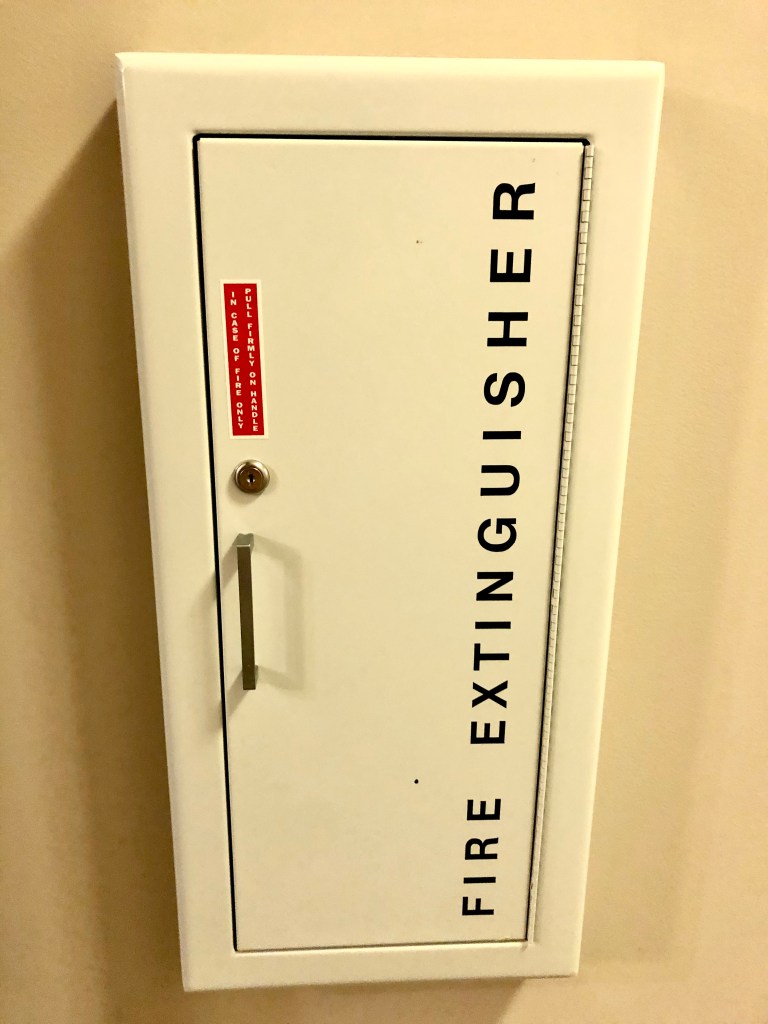 PULL FIRMLY ON HANDLE
IN CASE OF FIRE ONLY
FIRE EXTINGUISHER